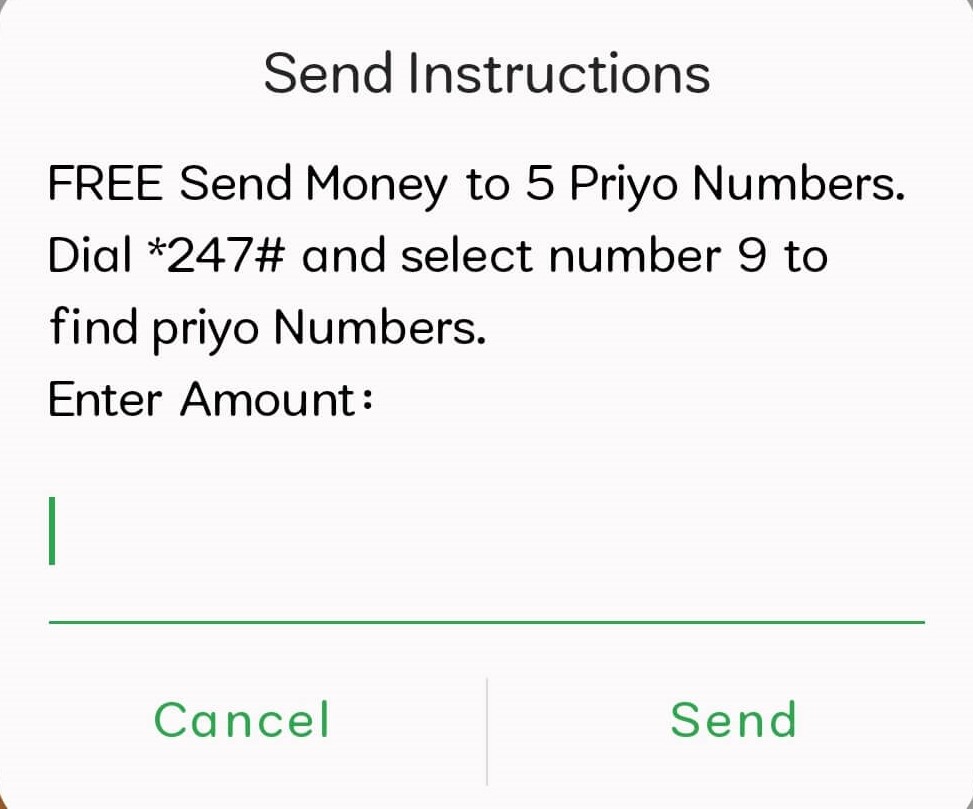 Send Instructions
FREE Send Money to 5 Priyo Numbers.
Dial *247# and select number 9 to
find priyo Numbers.
Enter Amount:
Cancel
Send